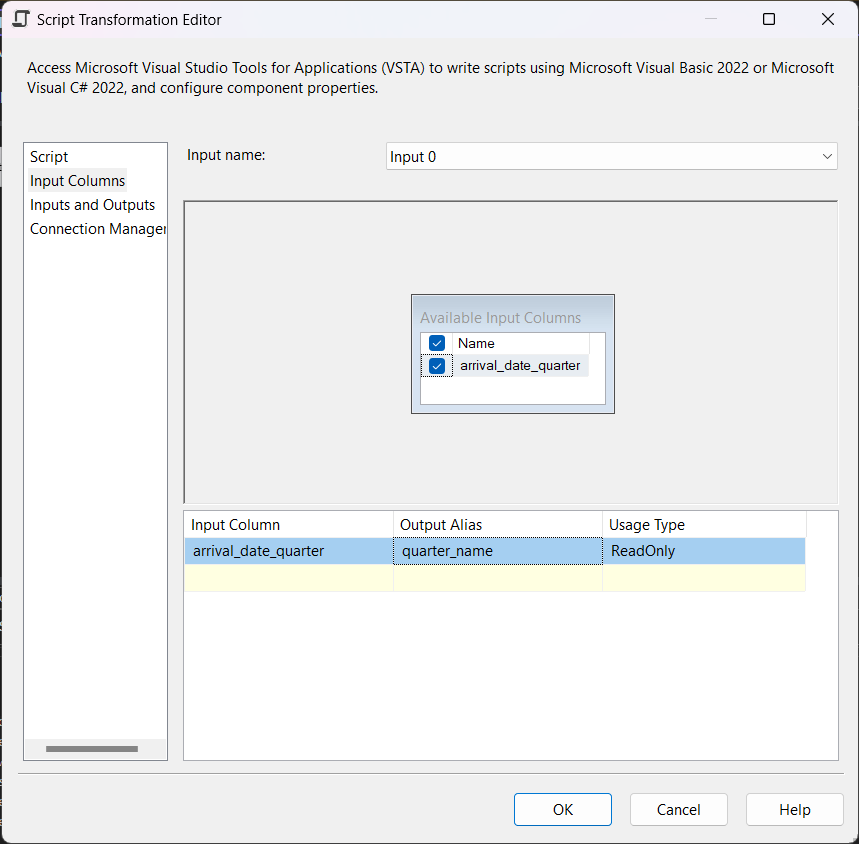 Script Transformation Editor
Access Microsoft Visual Studio Tools for Applications (VSTA) to write scripts using Microsoft Visual Basic 2022 or Microsoft
Visual C# 2022, and configure component properties.
Script
Input Columns
Inputs and Outputs
Connection Manager
Input name:
Input 0
Available Input Columns
Name
arrival_date_quarter
Input Column Output Alias Usage Type
arrival_date_quarter quarter_name ReadOnly
OK Cancel Help